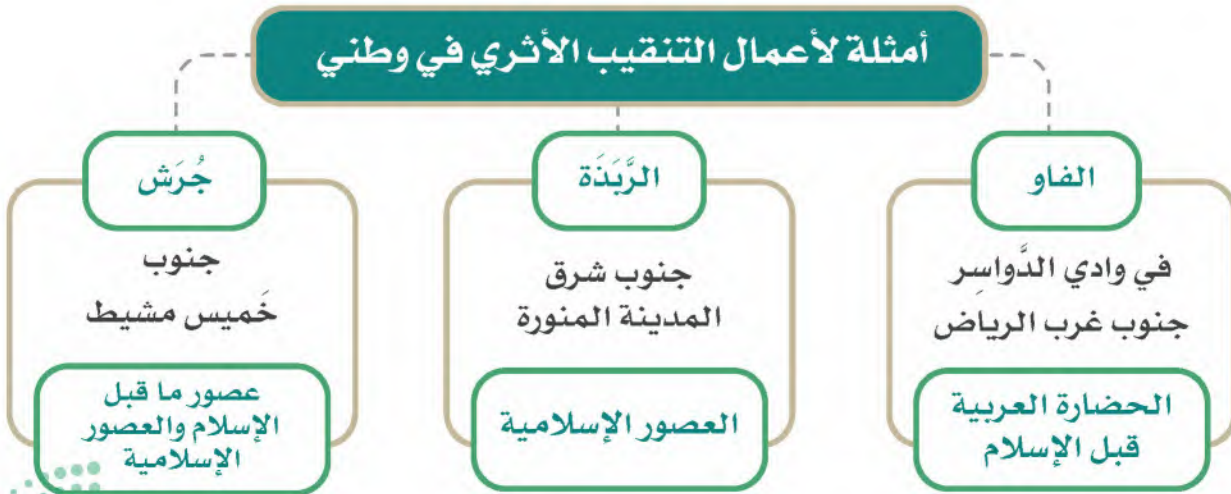 أمثلة لأعمال التنقيب الأثري في وطني
الفاو
في وادي الدَّواسِر
جنوب غرب الرياض
الحضارة العربية
قبل الإسلام
الرَّبَذَة
جنوب شرق
المدينة المنورة
العصور الإسلامية
جُرَش
جنوب
خَميس مشيط
عصور ما قبل
الإسلام والعصور
الإسلامية